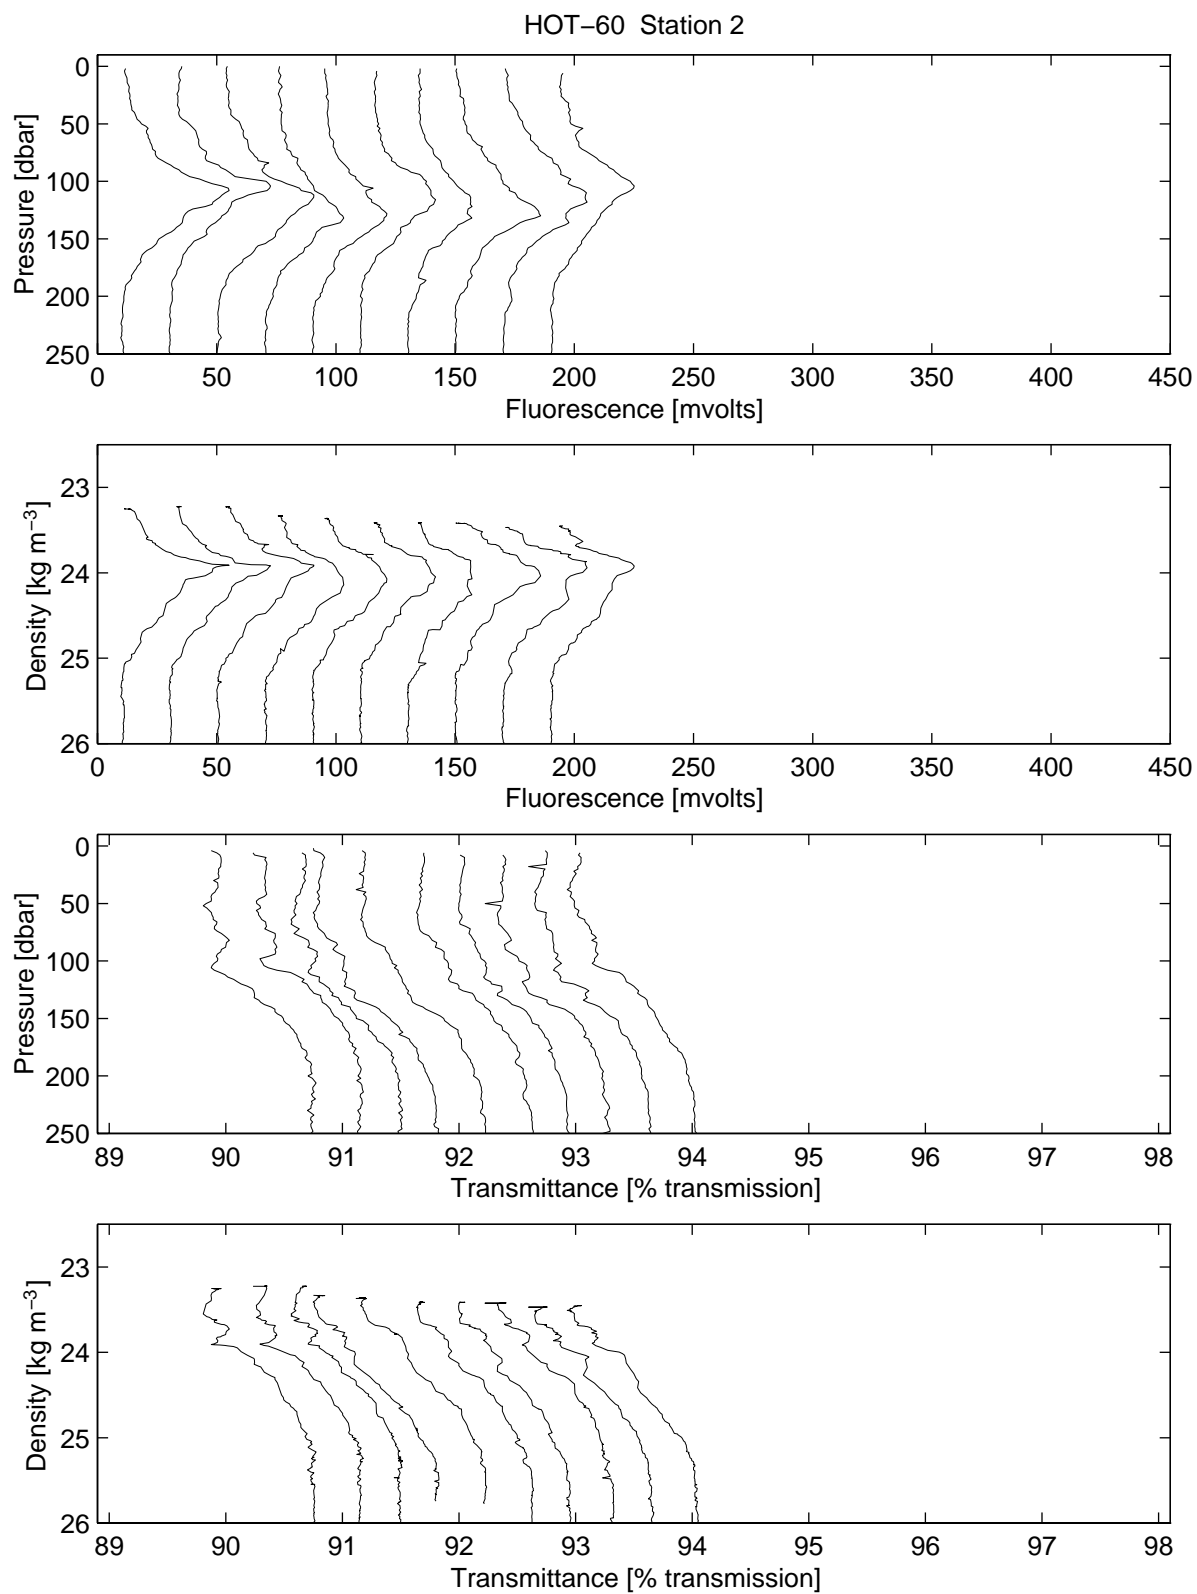 HOT−60 Station 2
0
50
100
150
200
250
Pressure [dbar]
0 50 100 150 200 250 300 350 400 450
Fluorescence [mvolts]
23
24
25
26
Density [kg m−3]
0 50 100 150 200 250 300 350 400 450
Fluorescence [mvolts]
0
50
100
150
200
250
Pressure [dbar]
89 90 91 92 93 94 95 96 97 98
Transmittance [% transmission]
23
24
25
26
Density [kg m−3]
89 90 91 92 93 94 95 96 97 98
Transmittance [% transmission]